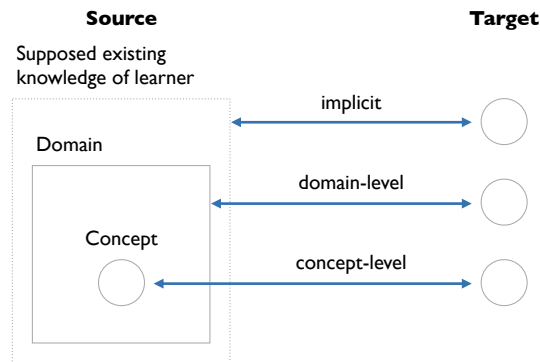 Source
Target
Supposed existing
knowledge of learner
implicit
Domain
domain-level
Concept
concept-level